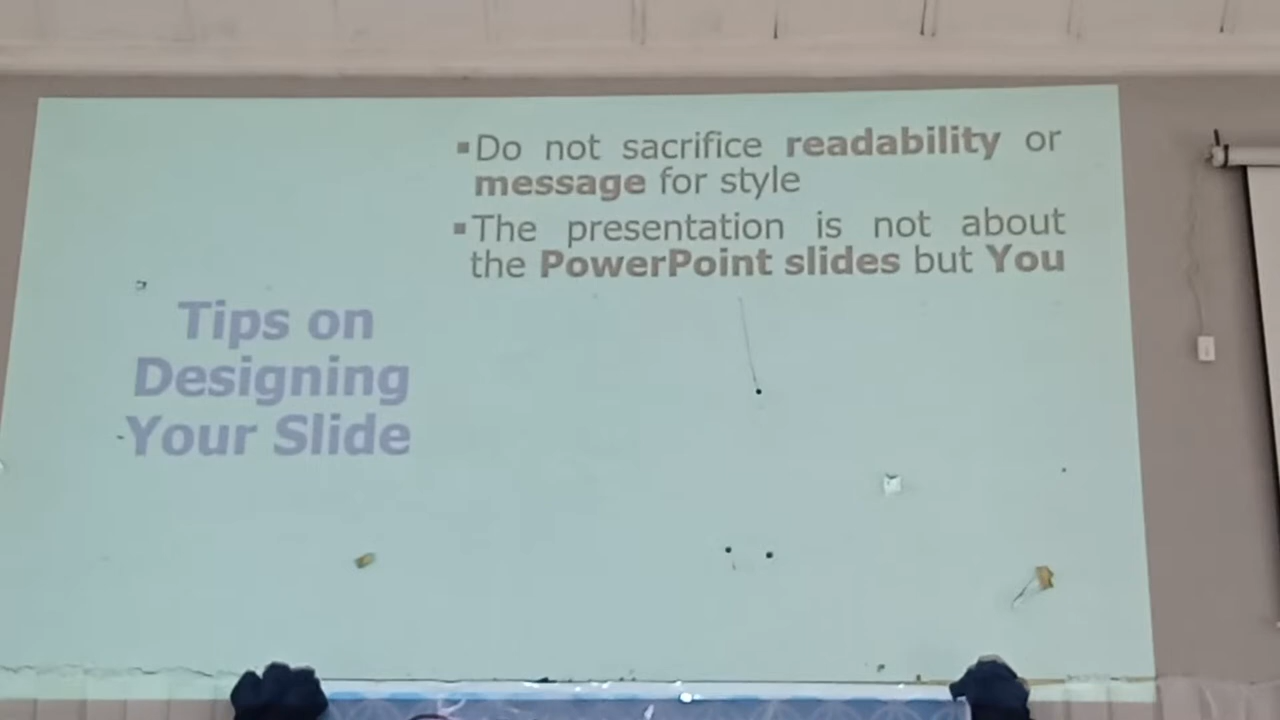 Tips on
Designing
Your Slide
▪Do not sacrifice readability or
message for style
▪The presentation is not about
the PowerPoint slides but You